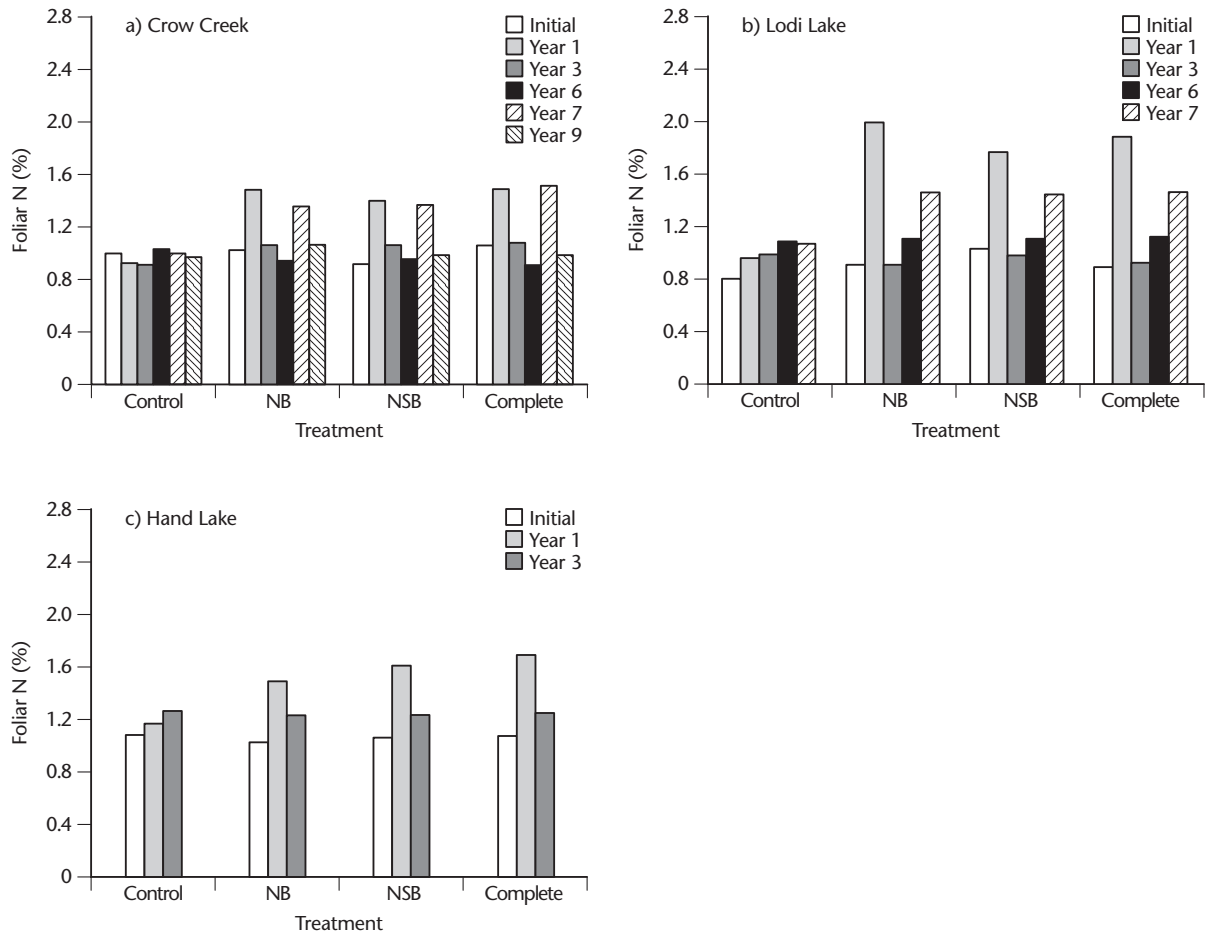 a) Crow Creek
2.8
2.4
2.0
1.6
1.2
0.8
0.4
0
Foliar N (%)
Initial
Year 1
Year 3
Year 6
Year 7
Year 9
Control
NB
NSB
Complete
Treatment
b) Lodi Lake
2.8
2.4
2.0
1.6
1.2
0.8
0.4
0
Foliar N (%)
Initial
Year 1
Year 3
Year 6
Year 7
Control
NB
NSB
Complete
Treatment
c) Hand Lake
2.8
2.4
2.0
1.6
1.2
0.8
0.4
0
Foliar N (%)
Initial
Year 1
Year 3
Control
NB
NSB
Complete
Treatment